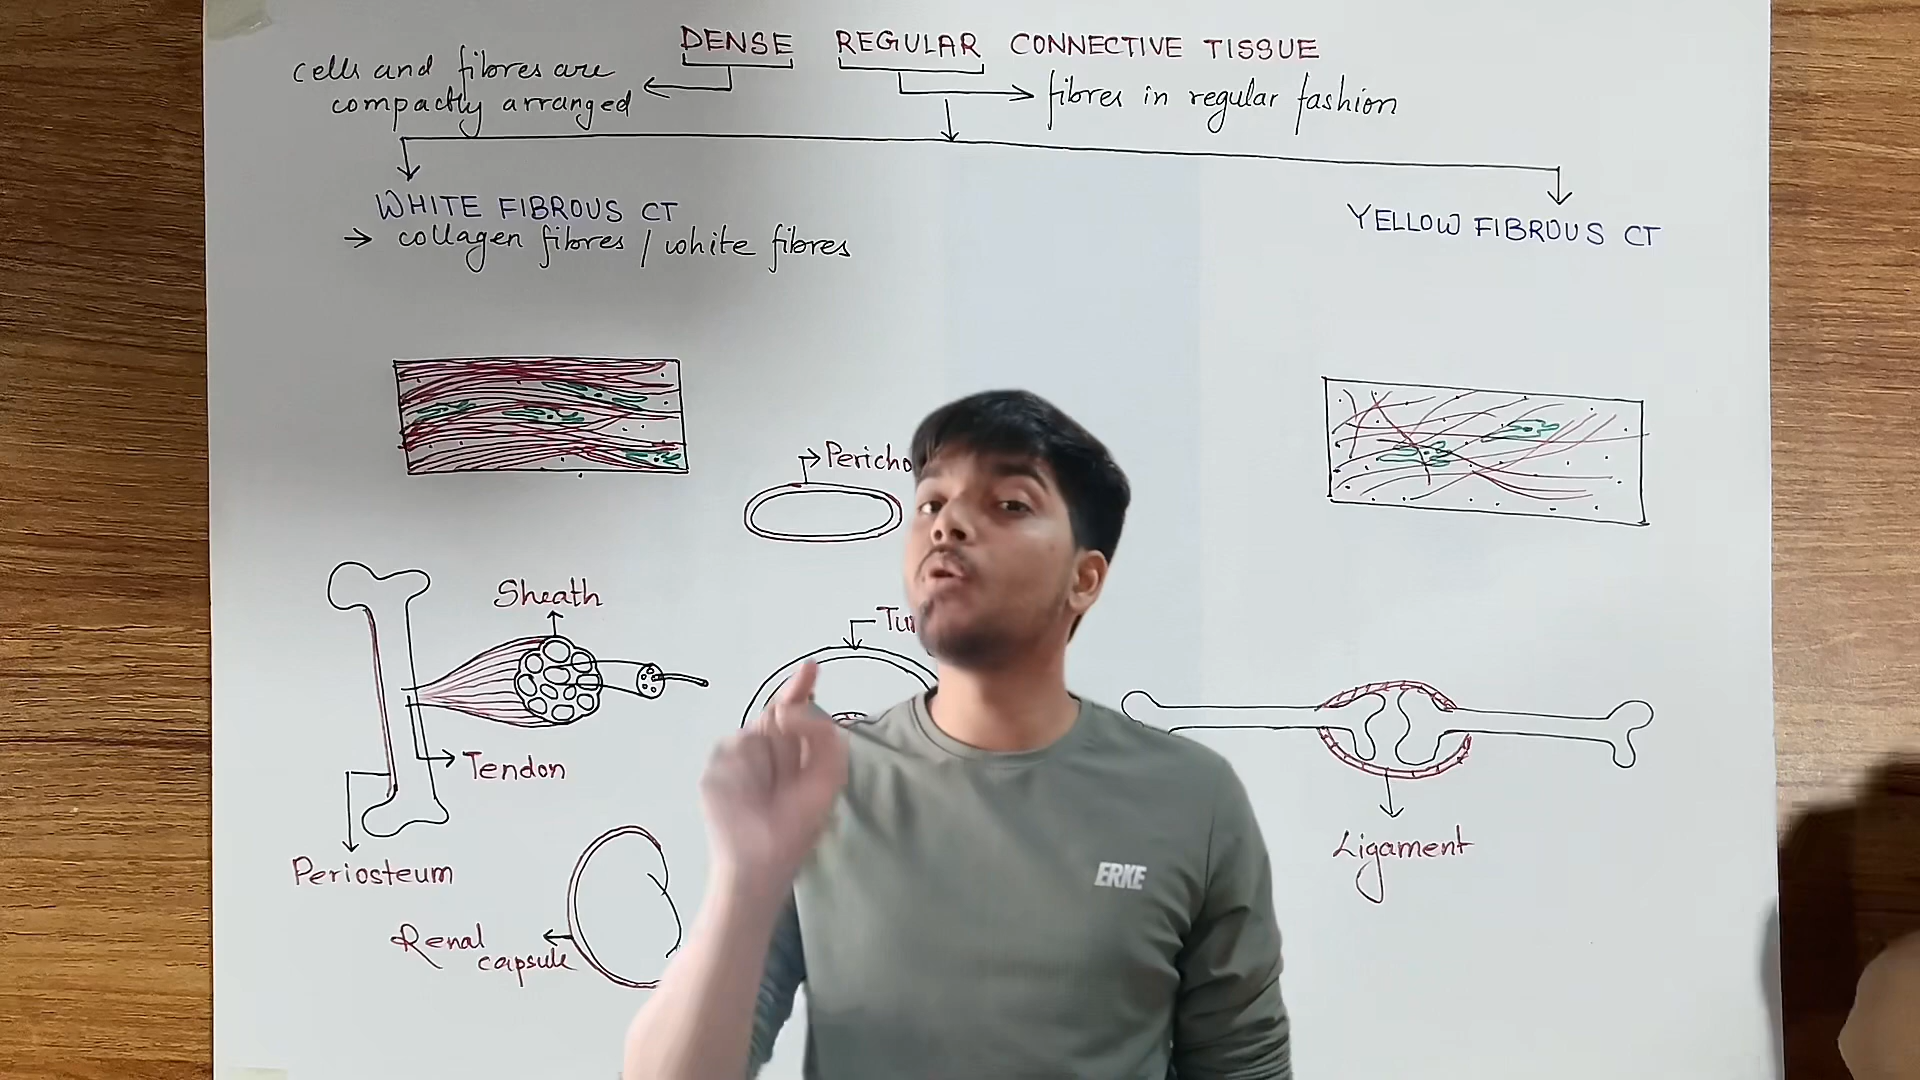 DENSE REGULAR CONNECTIVE TISSUE
cells and fibres are
compactly arranged
fibres in regular fashion
WHITE FIBROUS CT
→ collagen fibres / white fibres
YELLOW FIBROUS CT
Sheath
Tendon
Periosteum
Renal
capsule
Ligament
ERKE